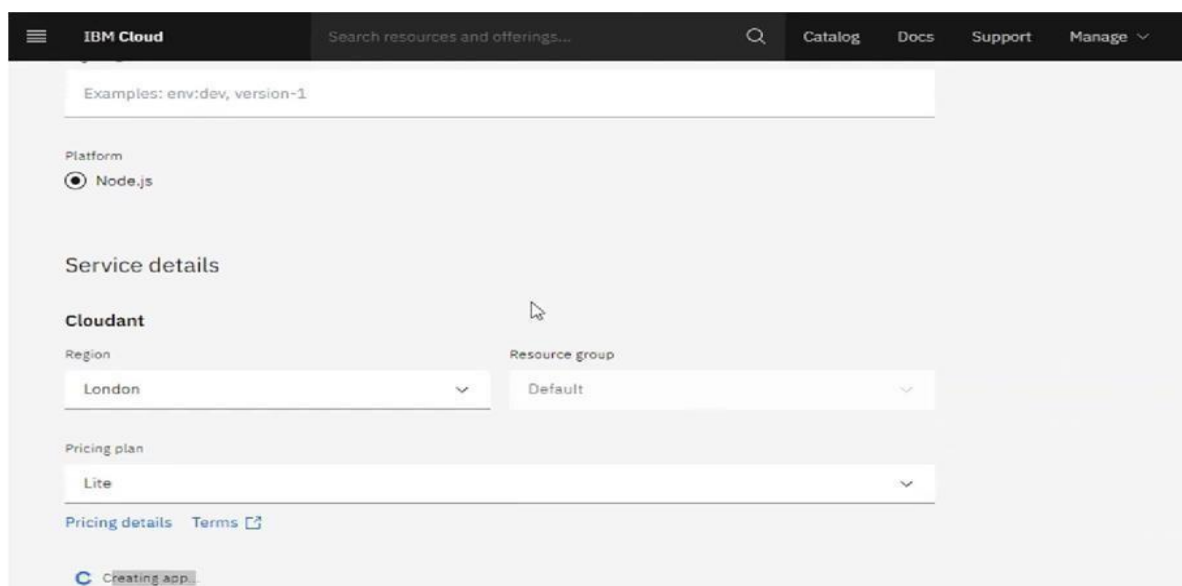 IBM Cloud Search resources and offerings... Catalog Docs Support Manage
Examples: env:dev, version-1
Platform
Node.js
Service details
Cloudant
Region Resource group
London Default
Pricing plan
Lite
Pricing details Terms
Creating app...